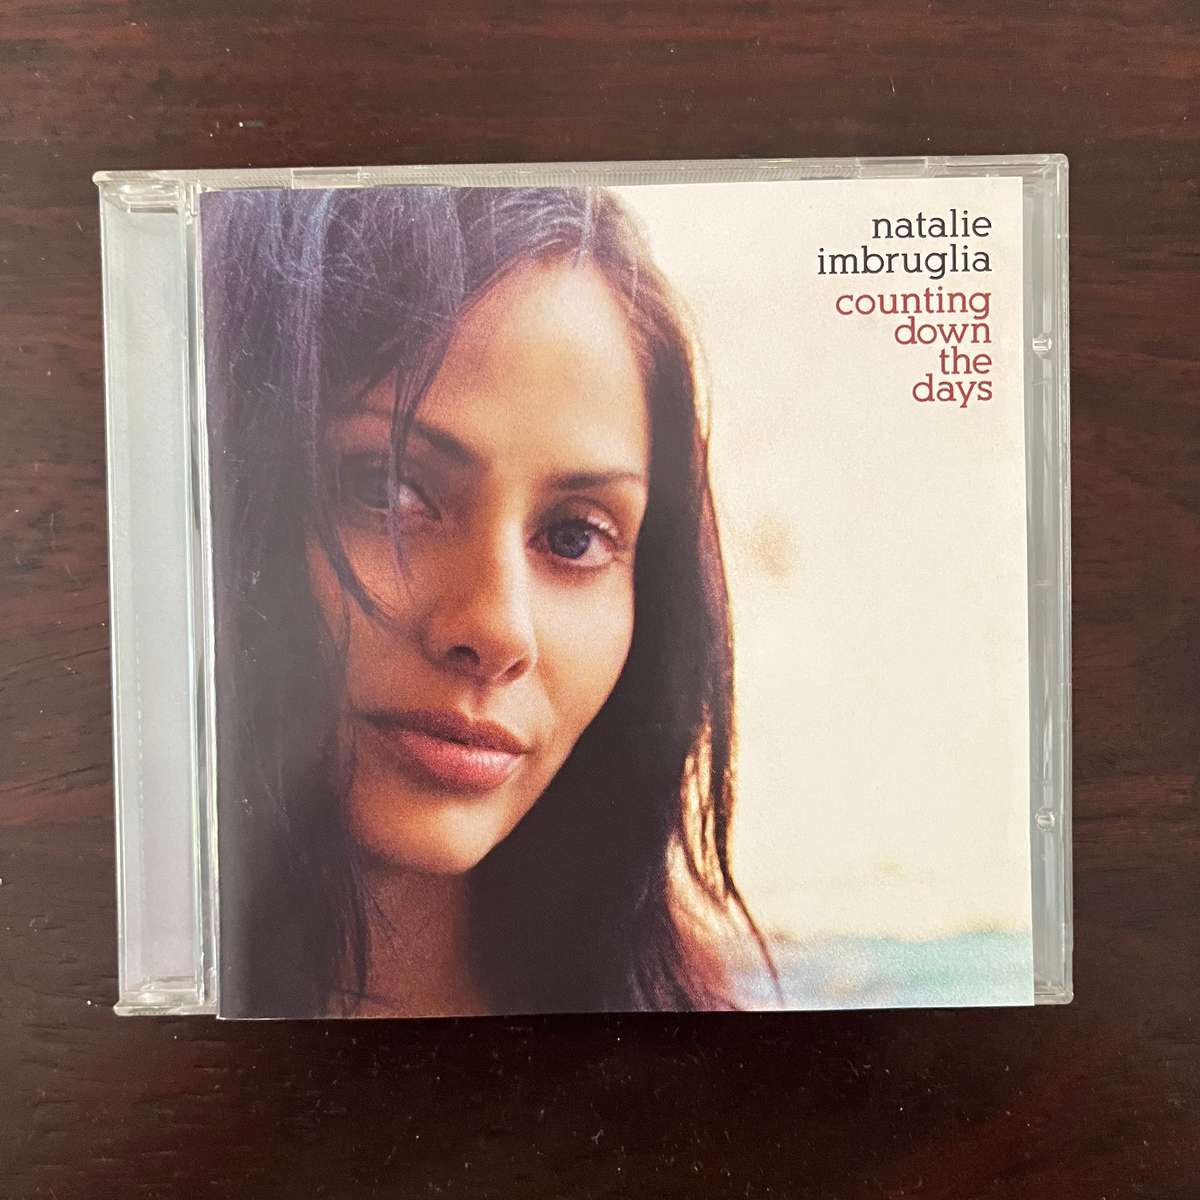 natalie
imbruglia
counting
down
the
days